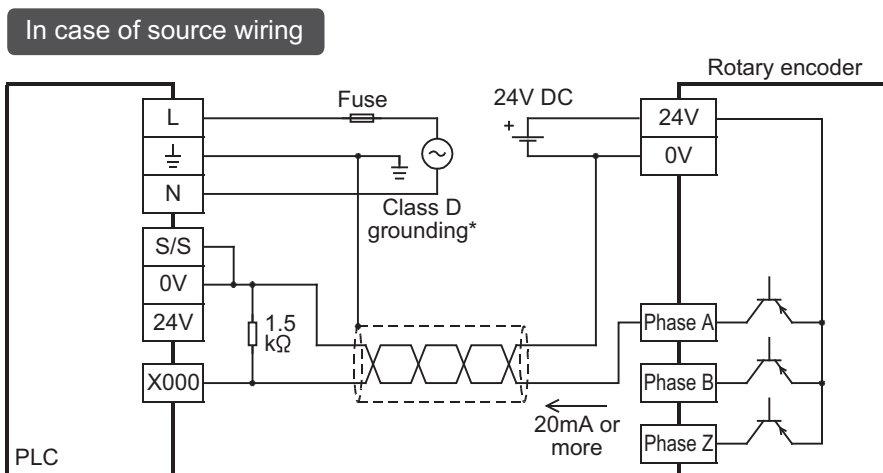 In case of source wiring
Rotary encoder
Fuse
24V DC
+
L
N
24V
0V
Class D
grounding*
S/S
0V
24V
1.5
kΩ
X000
Phase A
Phase B
Phase Z
20mA or
more
PLC